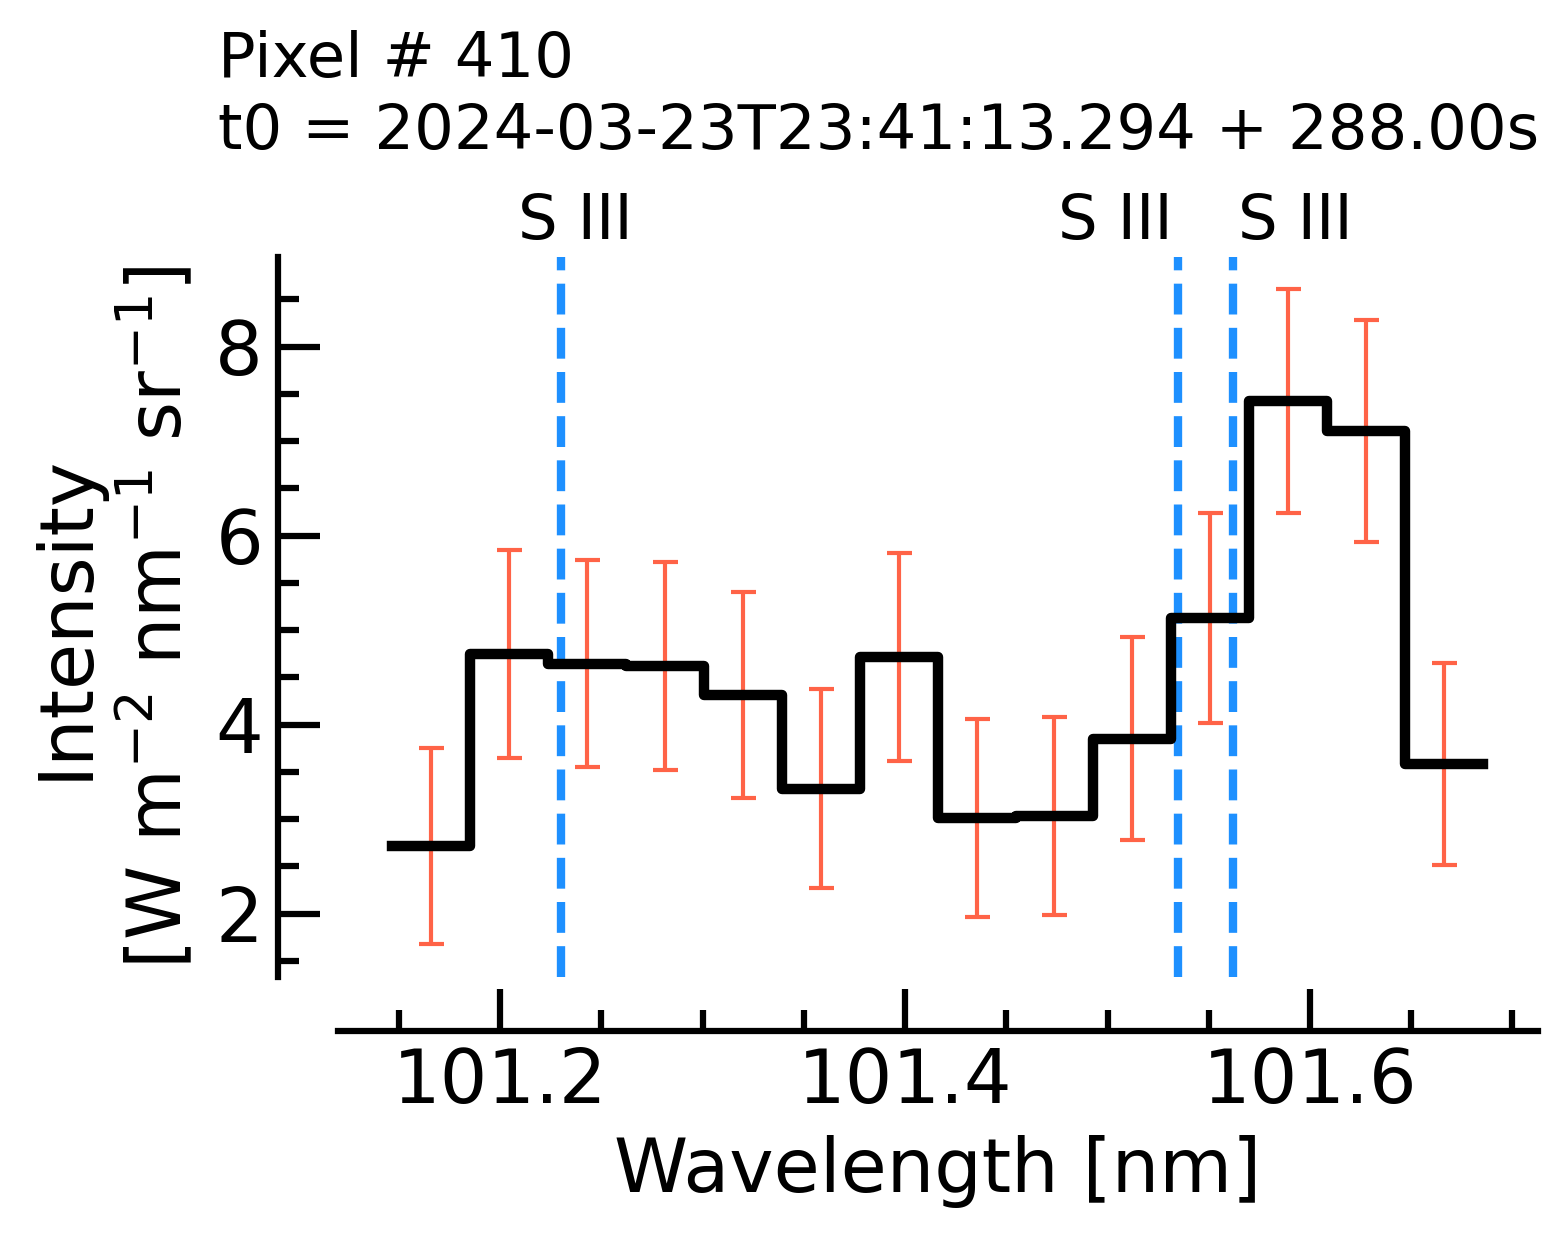 Pixel # 410
t0 = 2024-03-23T23:41:13.294 + 288.00s
S III S III S III
Intensity
[W m⁻² nm⁻¹ sr⁻¹]
8
6
4
2
101.2 101.4 101.6
Wavelength [nm]